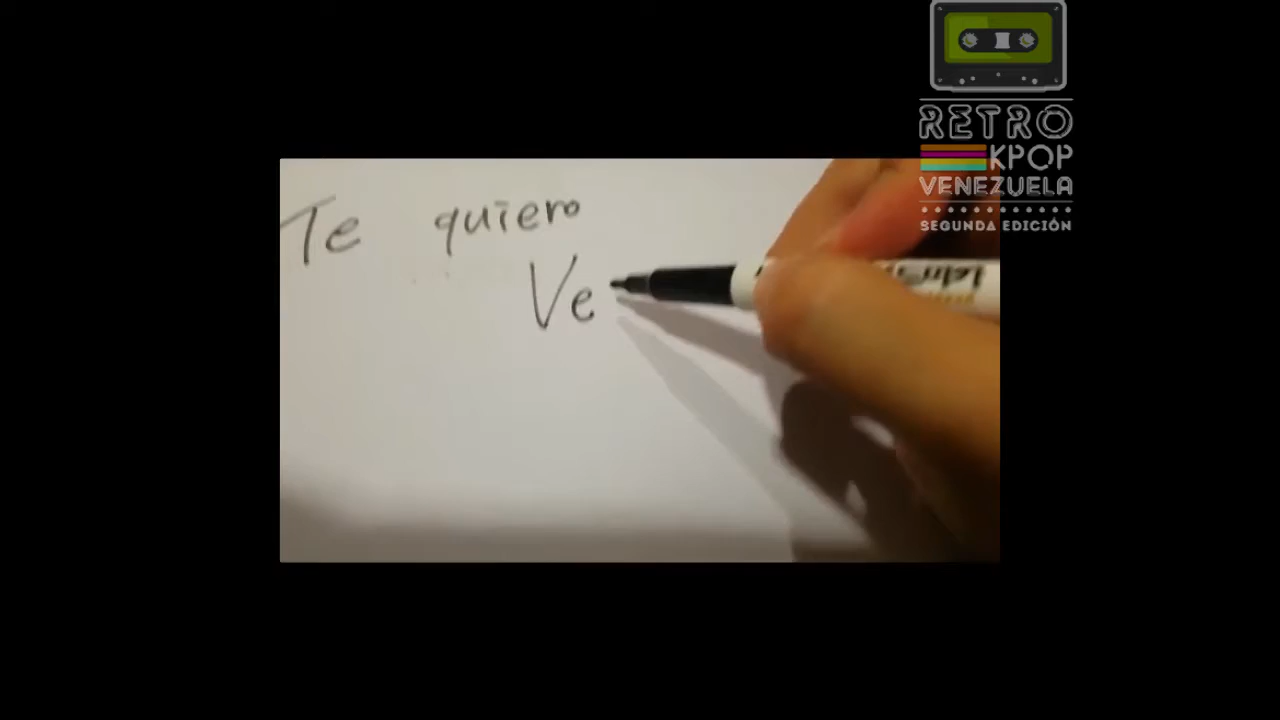 RETRO
KPOP
VENEZUELA
SEGUNDA EDICIÓN
Te quiero
Ve